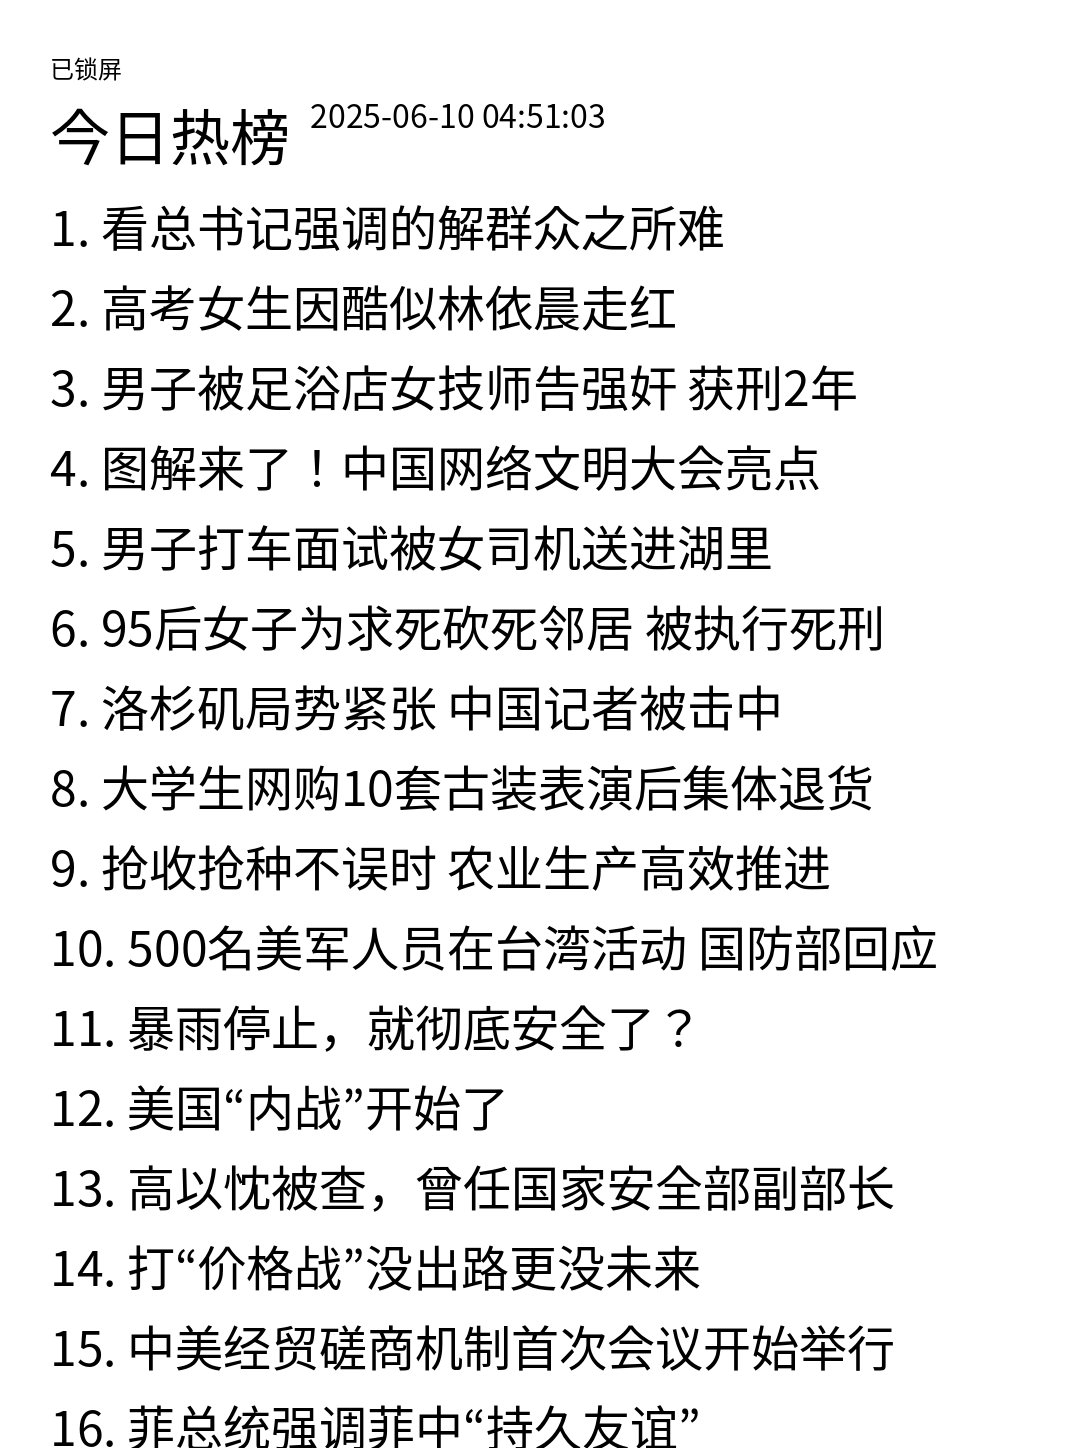 已锁屏
今日热榜 2025-06-10 04:51:03
1. 看总书记强调的解群众之所难
2. 高考女生因酷似林依晨走红
3. 男子被足浴店女技师告强奸 获刑2年
4. 图解来了！中国网络文明大会亮点
5. 男子打车面试被女司机送进湖里
6. 95后女子为求死砍死邻居 被执行死刑
7. 洛杉矶局势紧张 中国记者被击中
8. 大学生网购10套古装表演后集体退货
9. 抢收抢种不误时 农业生产高效推进
10. 500名美军人员在台湾活动 国防部回应
11. 暴雨停止，就彻底安全了？
12. 美国“内战”开始了
13. 高以忱被查，曾任国家安全部副部长
14. 打“价格战”没出路更没未来
15. 中美经贸磋商机制首次会议开始举行
16. 菲总统强调菲中“持久友谊”